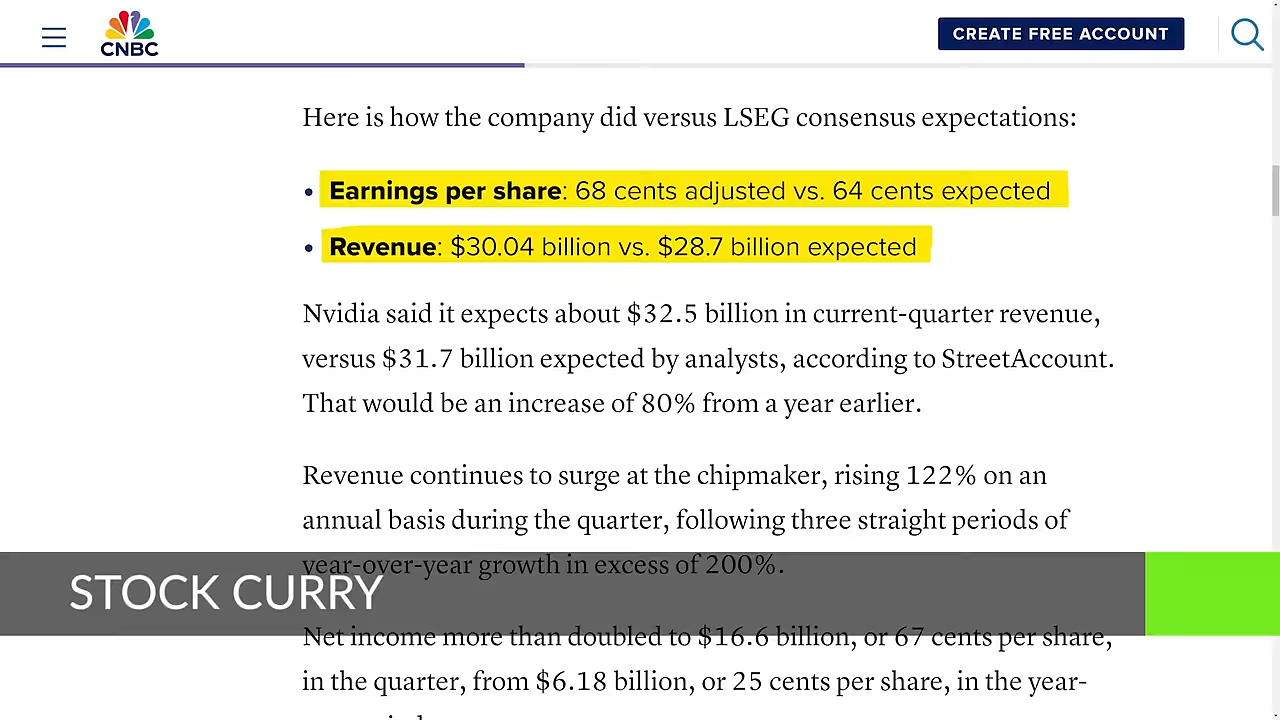 CNBC
CREATE FREE ACCOUNT
Here is how the company did versus LSEG consensus expectations:
• Earnings per share: 68 cents adjusted vs. 64 cents expected
• Revenue: $30.04 billion vs. $28.7 billion expected
Nvidia said it expects about $32.5 billion in current-quarter revenue,
versus $31.7 billion expected by analysts, according to StreetAccount.
That would be an increase of 80% from a year earlier.
Revenue continues to surge at the chipmaker, rising 122% on an
annual basis during the quarter, following three straight periods of
year-over-year growth in excess of 200%.
STOCK CURRY
Net income more than doubled to $16.6 billion, or 67 cents per share,
in the quarter, from $6.18 billion, or 25 cents per share, in the year-